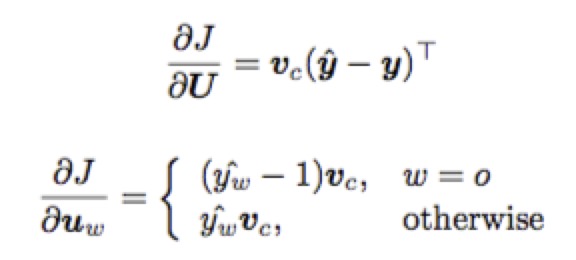 ∂J/∂U = v_c(ŷ − y)^⊤
∂J/∂u_w = { (ŷ_w − 1)v_c, w = o
ŷ_w v_c, otherwise